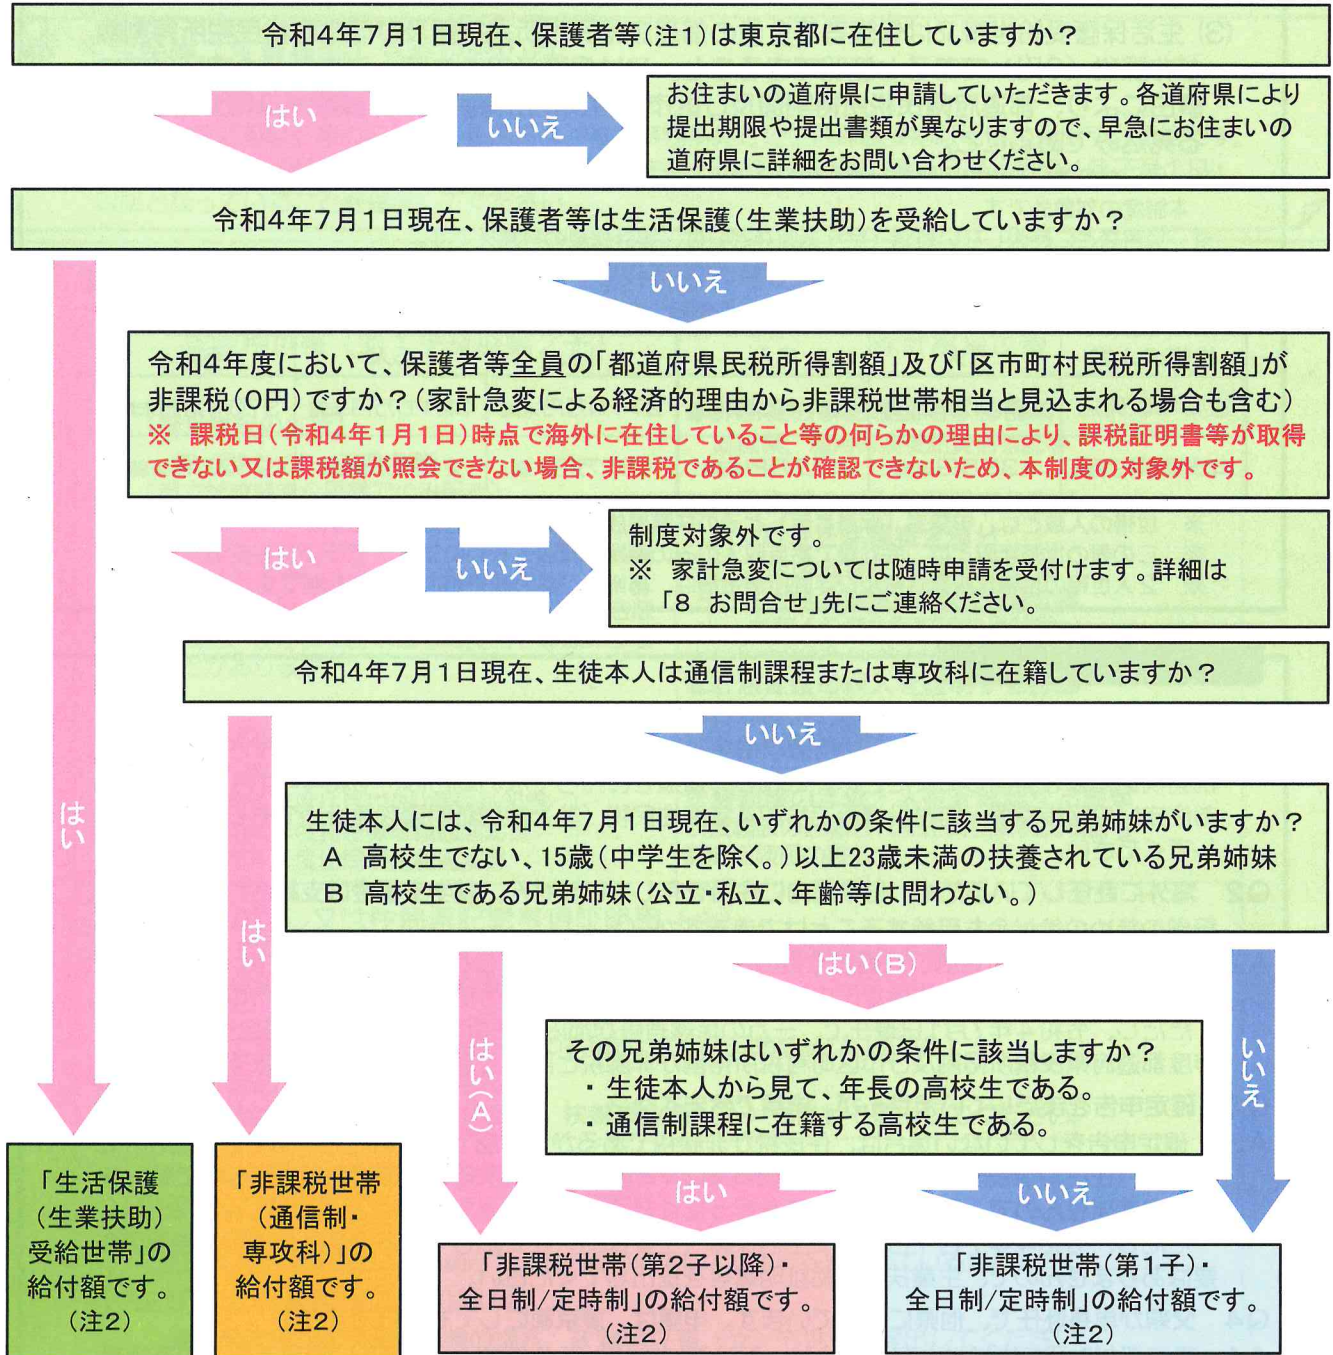 令和4年7月1日現在、保護者等(注1)は東京都に在住していますか？
はい
いいえ
お住まいの道府県に申請していただきます。各道府県により
提出期限や提出書類が異なりますので、早急にお住まいの
道府県に詳細をお問い合わせください。
令和4年7月1日現在、保護者等は生活保護(生業扶助)を受給していますか？
いいえ
令和4年度において、保護者等全員の「都道府県民税所得割額」及び「区市町村民税所得割額」が
非課税(0円)ですか？(家計急変による経済的理由から非課税世帯相当と見込まれる場合も含む)
※ 課税日(令和4年1月1日)時点で海外に在住していること等の何らかの理由により、課税証明書等が取得
できない又は課税額が照会できない場合、非課税であることが確認できないため、本制度の対象外です。
はい
いいえ
制度対象外です。
※ 家計急変については随時申請を受付けます。詳細は
「8 お問合せ」先にご連絡ください。
令和4年7月1日現在、生徒本人は通信制課程または専攻科に在籍していますか？
いいえ
はい
はい
生徒本人には、令和4年7月1日現在、いずれかの条件に該当する兄弟姉妹がいますか？
A 高校生でない、15歳(中学生を除く。)以上23歳未満の扶養されている兄弟姉妹
B 高校生である兄弟姉妹(公立・私立、年齢等は問わない。)
はい(B)
はい(A)
いいえ
その兄弟姉妹はいずれかの条件に該当しますか？
・ 生徒本人から見て、年長の高校生である。
・ 通信制課程に在籍する高校生である。
はい
いいえ
「生活保護
(生業扶助)
受給世帯」の
給付額です。
(注2)
「非課税世帯
(通信制・
専攻科)」の
給付額です。
(注2)
「非課税世帯(第2子以降)・
全日制/定時制」の給付額です。
(注2)
「非課税世帯(第1子)・
全日制/定時制」の給付額です。
(注2)